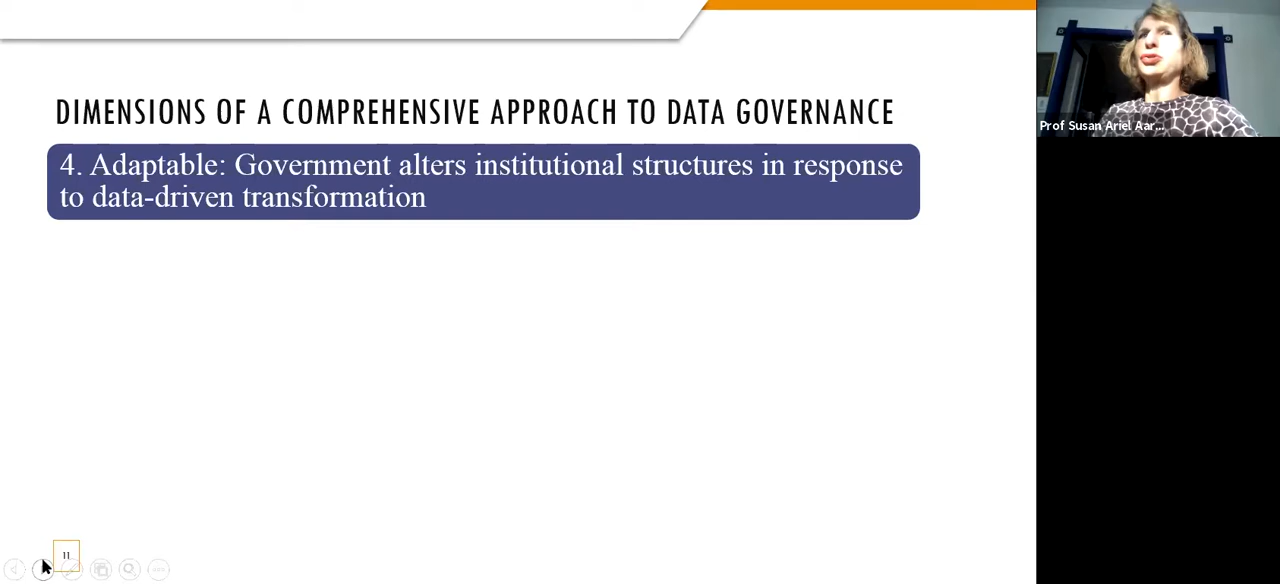 DIMENSIONS OF A COMPREHENSIVE APPROACH TO DATA GOVERNANCE
4. Adaptable: Government alters institutional structures in response
to data-driven transformation
Prof Susan Ariel Aar...
11